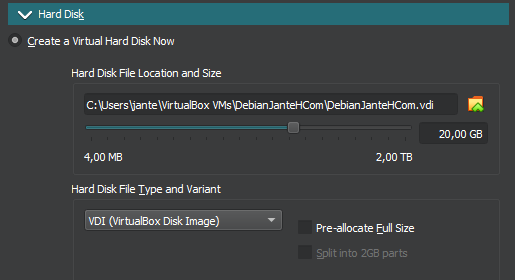 Hard Disk
Create a Virtual Hard Disk Now
Hard Disk File Location and Size
C:\Users\jante\VirtualBox VMs\DebianJanteHCom\DebianJanteHCom.vdi
20,00 GB
4,00 MB 2,00 TB
Hard Disk File Type and Variant
VDI (VirtualBox Disk Image)
Pre-allocate Full Size
Split into 2GB parts